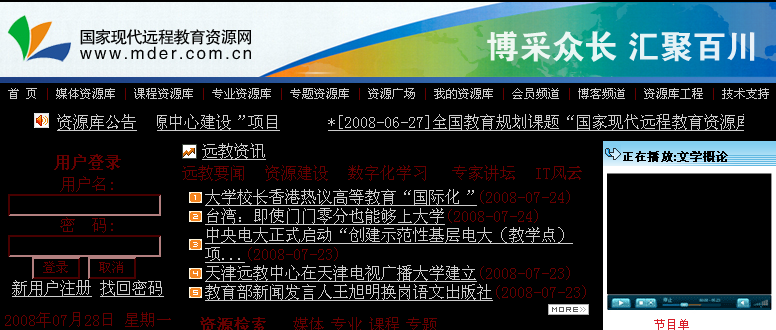 国家现代远程教育资源网
www.mder.com.cn
博采众长 汇聚百川
首 页 媒体资源库 课程资源库 专业资源库 专题资源库 资源广场 我的资源库 会员频道 博客频道 资源库工程 技术支持
资源库公告 原中心建设 ”项目 *[2008-06-27]全国教育规划课题“国家现代远程教育资源库
用户登录
用户名:
密 码:
登录 取消
新用户注册 找回密码
2008年07月28日 星期一
远教资讯
远教要闻 资源建设 数字化学习 专家讲坛 IT风云
1 大学校长香港热议高等教育“国际化 ”(2008-07-24)
2 台湾：即使门门零分也能够上大学(2008-07-24)
3 中央电大正式启动“创建示范性基层电大（教学点）
项...(2008-07-23)
4 天津远教中心在天津电视广播大学建立(2008-07-23)
5 教育部新闻发言人王旭明换岗语文出版社(2008-07-23)
MORE
资源检索 媒体 专业 课程 专题
正在播放:文学概论
节目单